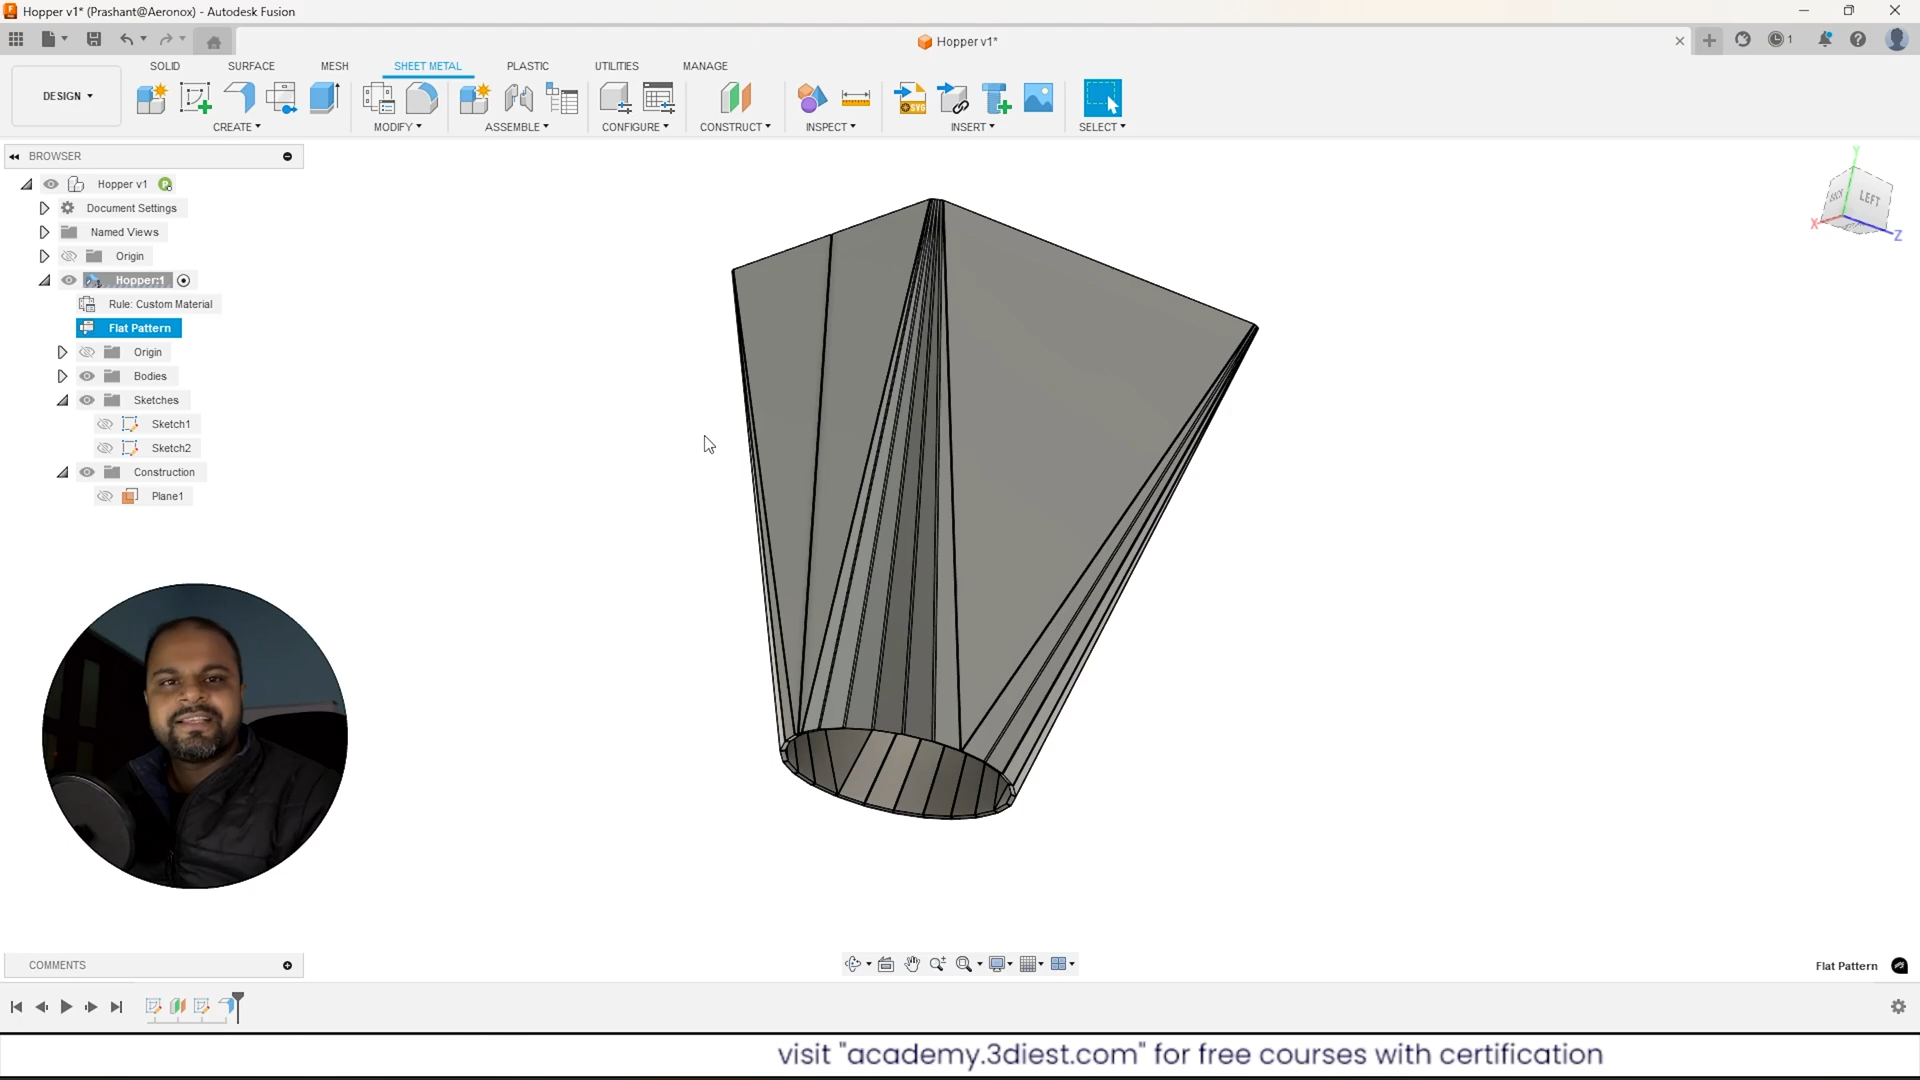 Hopper v1* (Prashant@Aeronox) - Autodesk Fusion
Hopper v1*
1
DESIGN
SOLID
SURFACE
MESH
SHEET METAL
PLASTIC
UTILITIES
MANAGE
CREATE
MODIFY
ASSEMBLE
CONFIGURE
CONSTRUCT
INSPECT
INSERT
SELECT
SVG
BROWSER
Hopper v1
Document Settings
Named Views
Origin
Hopper:1
Rule: Custom Material
Flat Pattern
Origin
Bodies
Sketches
Sketch1
Sketch2
Construction
Plane1
Y
LEFT
X
Z
COMMENTS
Flat Pattern
visit "academy.3diest.com" for free courses with certification